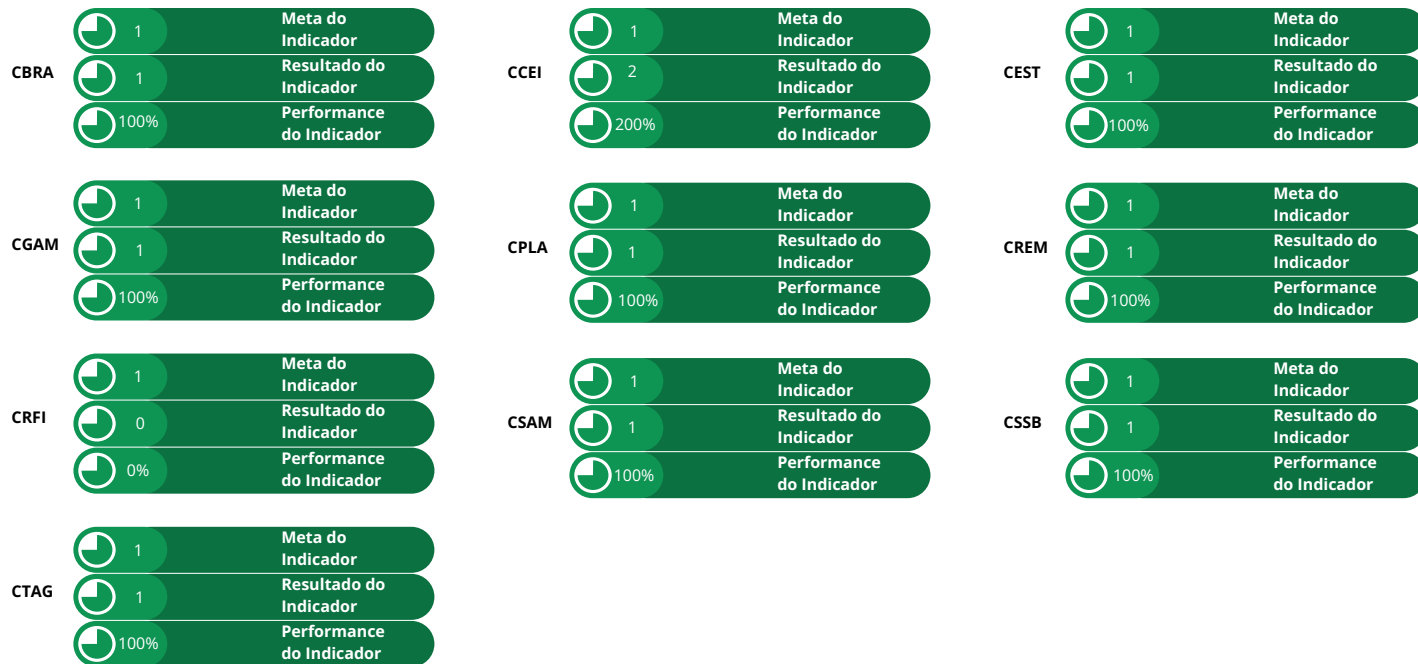 CBRA
1
Meta do
Indicador
1
Resultado do
Indicador
100%
Performance
do Indicador
CCEI
1
Meta do
Indicador
2
Resultado do
Indicador
200%
Performance
do Indicador
CEST
1
Meta do
Indicador
1
Resultado do
Indicador
100%
Performance
do Indicador
CGAM
1
Meta do
Indicador
1
Resultado do
Indicador
100%
Performance
do Indicador
CPLA
1
Meta do
Indicador
1
Resultado do
Indicador
100%
Performance
do Indicador
CREM
1
Meta do
Indicador
1
Resultado do
Indicador
100%
Performance
do Indicador
CRFI
1
Meta do
Indicador
0
Resultado do
Indicador
0%
Performance
do Indicador
CSAM
1
Meta do
Indicador
1
Resultado do
Indicador
100%
Performance
do Indicador
CSSB
1
Meta do
Indicador
1
Resultado do
Indicador
100%
Performance
do Indicador
CTAG
1
Meta do
Indicador
1
Resultado do
Indicador
100%
Performance
do Indicador